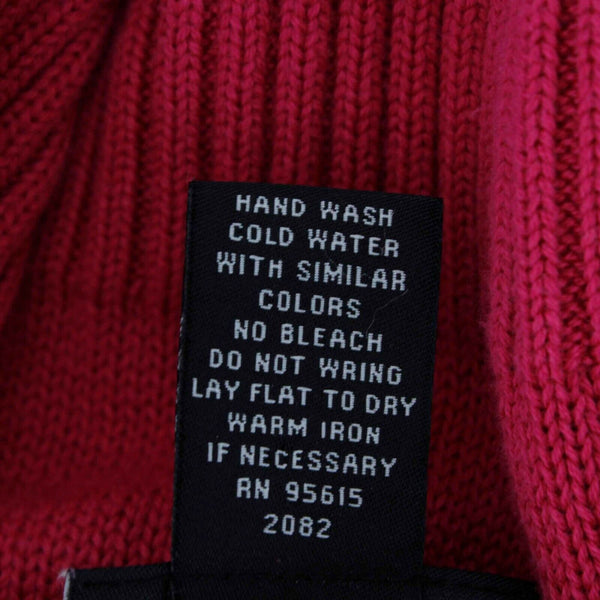 HAND WASH
COLD WATER
WITH SIMILAR
COLORS
NO BLEACH
DO NOT WRING
LAY FLAT TO DRY
WARM IRON
IF NECESSARY
RN 95615
2082